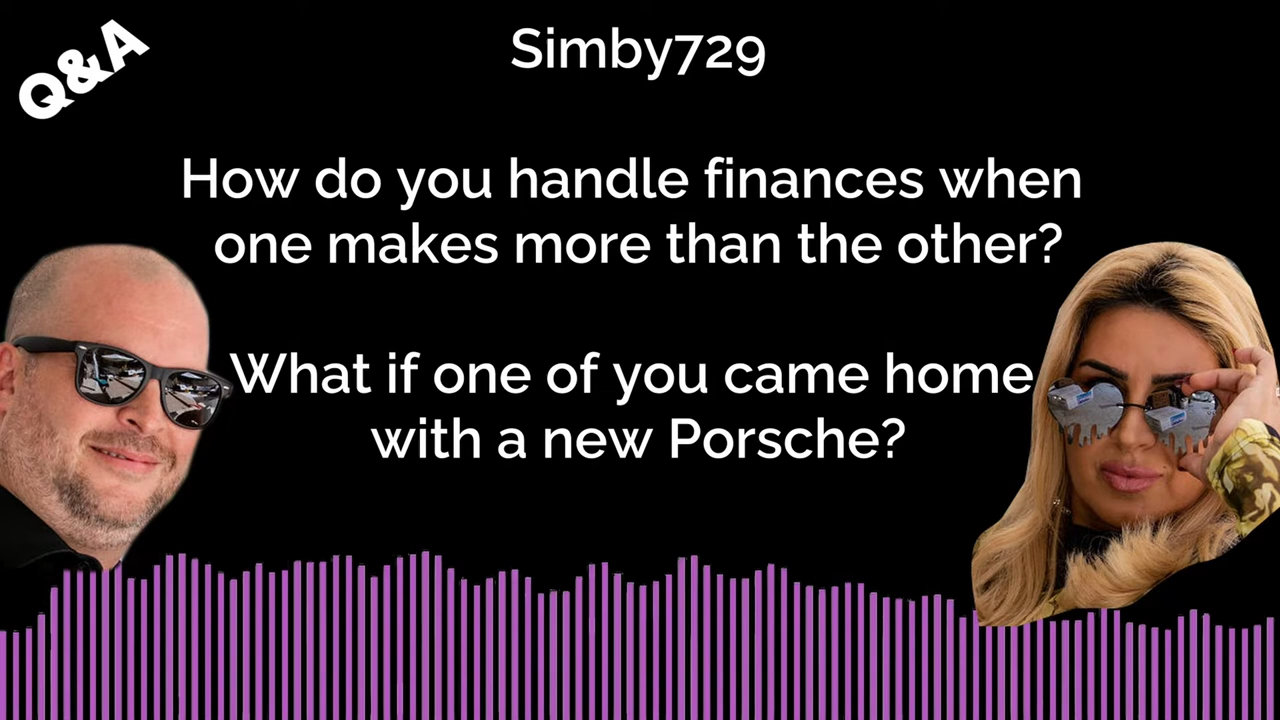 Q&A
Simby729
How do you handle finances when
one makes more than the other?
What if one of you came home
with a new Porsche?